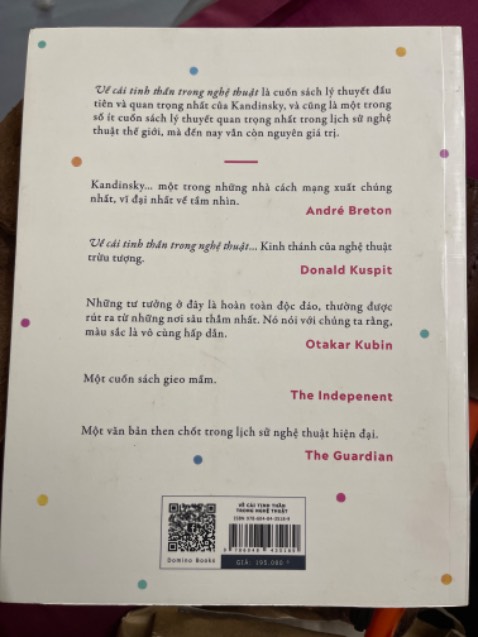 Về cái tinh thần trong nghệ thuật là cuốn sách lý thuyết đầu
tiên và quan trọng nhất của Kandinsky, và cũng là một trong
số ít cuốn sách lý thuyết quan trọng nhất trong lịch sử nghệ
thuật thế giới, mà đến nay vẫn còn nguyên giá trị.
Kandinsky... một trong những nhà cách mạng xuất chúng
nhất, vĩ đại nhất về tầm nhìn.
André Breton
Về cái tinh thần trong nghệ thuật... Kinh thánh của nghệ thuật
trừu tượng.
Donald Kuspit
Những tư tưởng ở đây là hoàn toàn độc đáo, thường được
rút ra từ những nơi sâu thẳm nhất. Nó nói với chúng ta rằng,
màu sắc là vô cùng hấp dẫn.
Otakar Kubin
Một cuốn sách gieo mầm.
The Indepenent
Một văn bản then chốt trong lịch sử nghệ thuật hiện đại.
The Guardian
VỀ CÁI TINH THẦN
TRONG NGHỆ THUẬT
ISBN
Domino Books
GIÁ: 195.000 đ